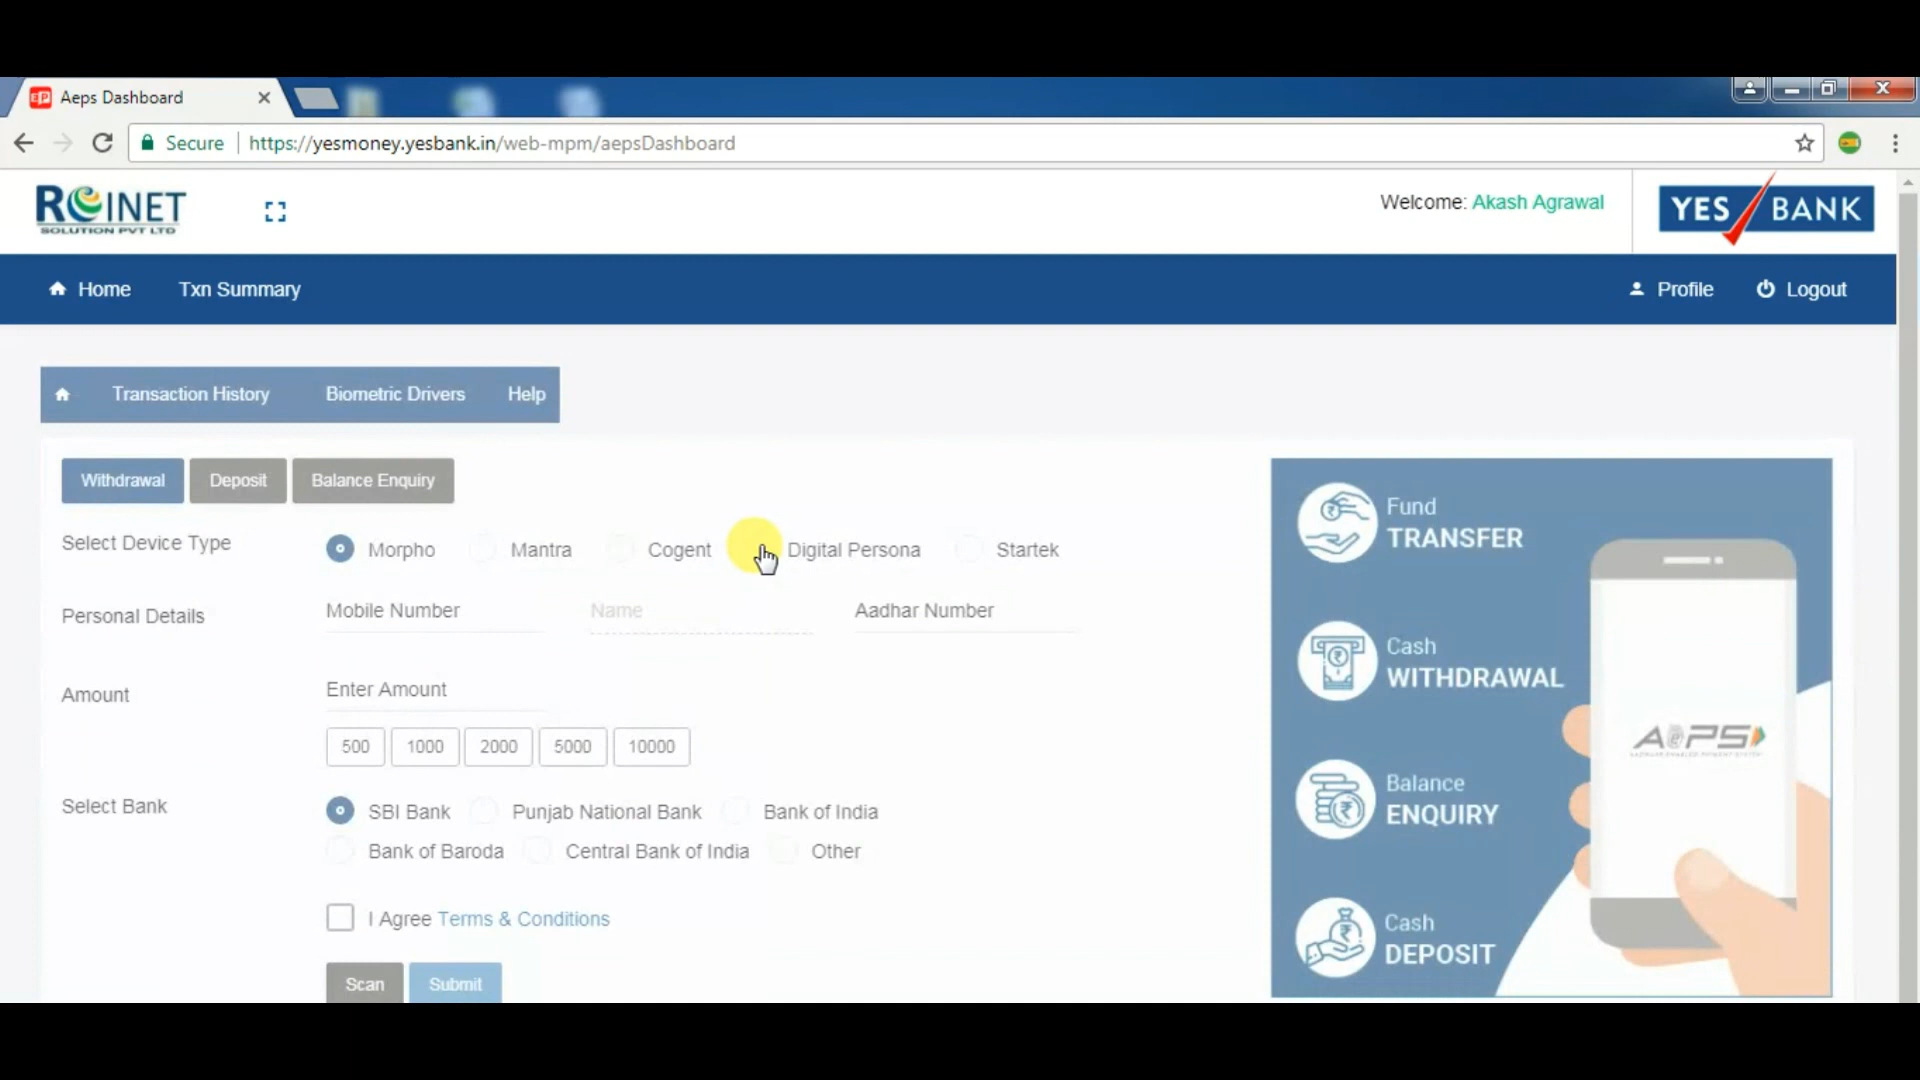 Aeps Dashboard
Secure https://yesmoney.yesbank.in/web-mpm/aepsDashboard
ROINET
SOLUTION PVT LTD
Welcome: Akash Agrawal
YES BANK
Home Txn Summary Profile Logout
Transaction History Biometric Drivers Help
Withdrawal Deposit Balance Enquiry
Select Device Type Morpho Mantra Cogent Digital Persona Startek
Personal Details Mobile Number Name Aadhar Number
Amount Enter Amount
500 1000 2000 5000 10000
Select Bank SBI Bank Punjab National Bank Bank of India
Bank of Baroda Central Bank of India Other
I Agree Terms & Conditions
Scan Submit
Fund
TRANSFER
Cash
WITHDRAWAL
Balance
ENQUIRY
Cash
DEPOSIT
AePS